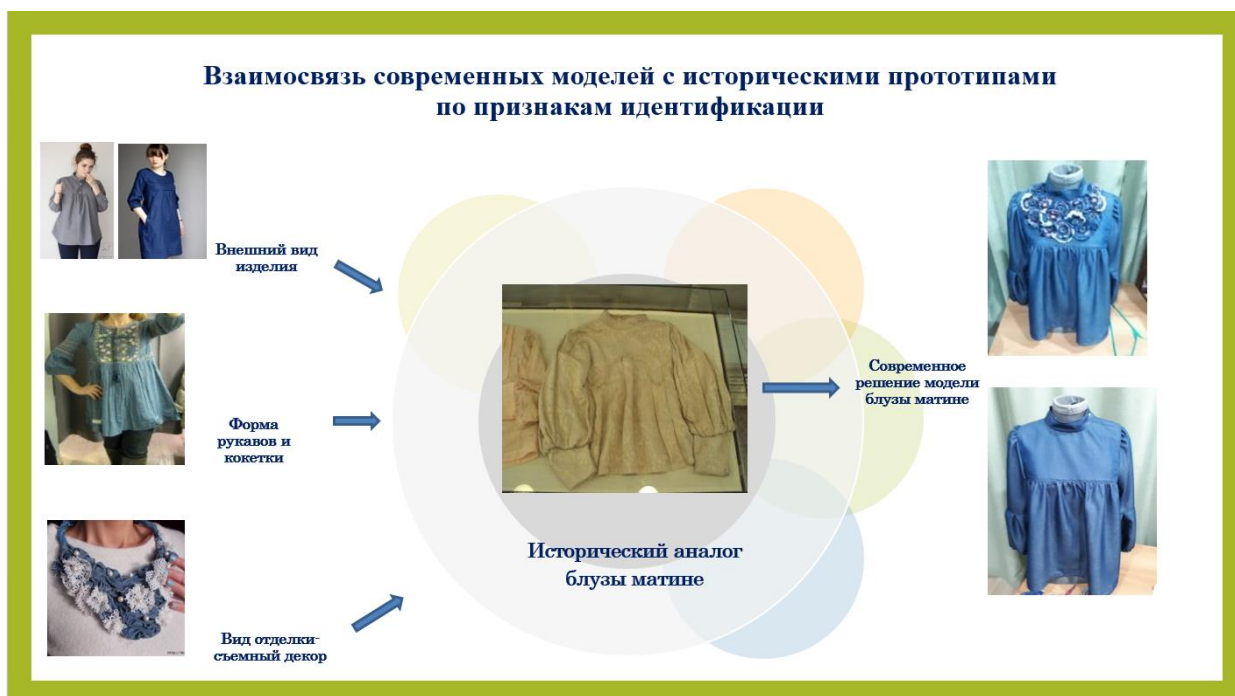 Взаимосвязь современных моделей с историческими прототипами
по признакам идентификации
Внешний вид
изделия
Форма
рукавов и
кокетки
Вид отделки-
съемный декор
Исторический аналог
блузы матине
Современное
решение модели
блузы матине